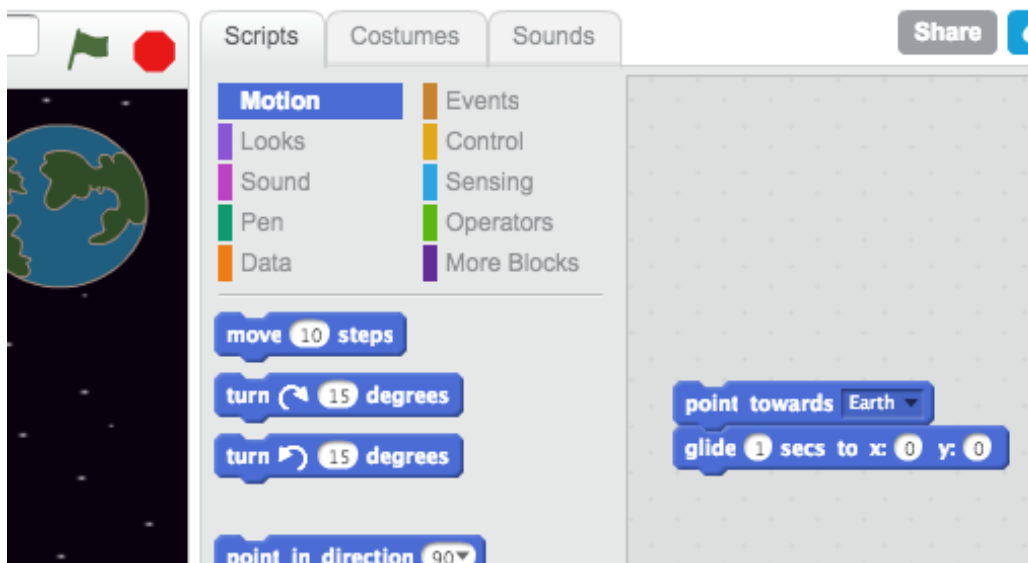 Scripts Costumes Sounds Share
Motion Events
Looks Control
Sound Sensing
Pen Operators
Data More Blocks
move 10 steps
turn 15 degrees
turn 15 degrees
point in direction 90
point towards Earth
glide 1 secs to x: 0 y: 0